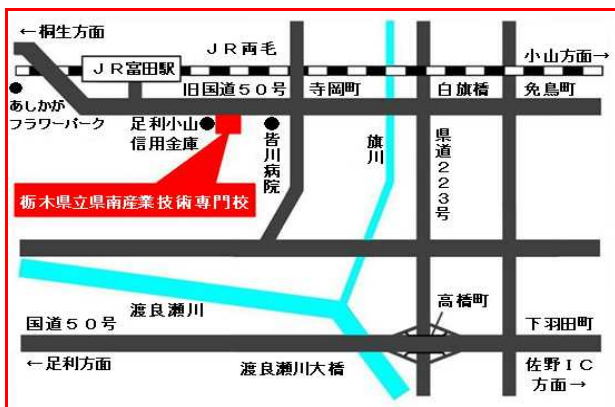 ←桐生方面
JR両毛
小山方面→
JR富田駅
旧国道50号
寺岡町
白旗橋
免鳥町
あしかが
フラワーパーク
足利小山
信用金庫
皆川病院
旗川
県道223号
栃木県立県南産業技術専門校
渡良瀬川
高橋町
国道50号
下羽田町
←足利方面
渡良瀬川大橋
佐野IC
方面→